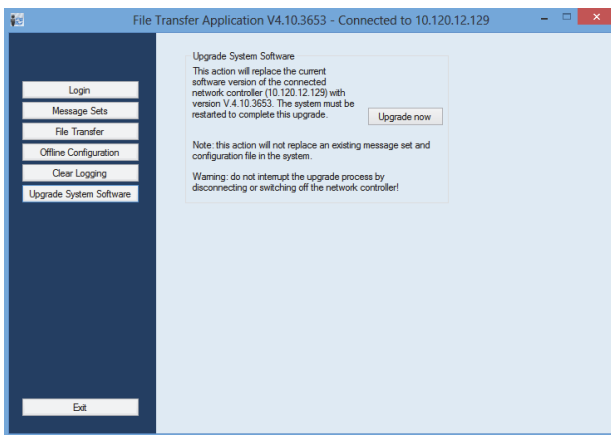 File Transfer Application V4.10.3653 - Connected to 10.120.12.129
Login
Message Sets
File Transfer
Offline Configuration
Clear Logging
Upgrade System Software
Exit
Upgrade System Software
This action will replace the current
software version of the connected
network controller (10.120.12.129) with
version V.4.10.3653. The system must be
restarted to complete this upgrade.
Upgrade now
Note: this action will not replace an existing message set and
configuration file in the system.
Warning: do not interrupt the upgrade process by
disconnecting or switching off the network controller!